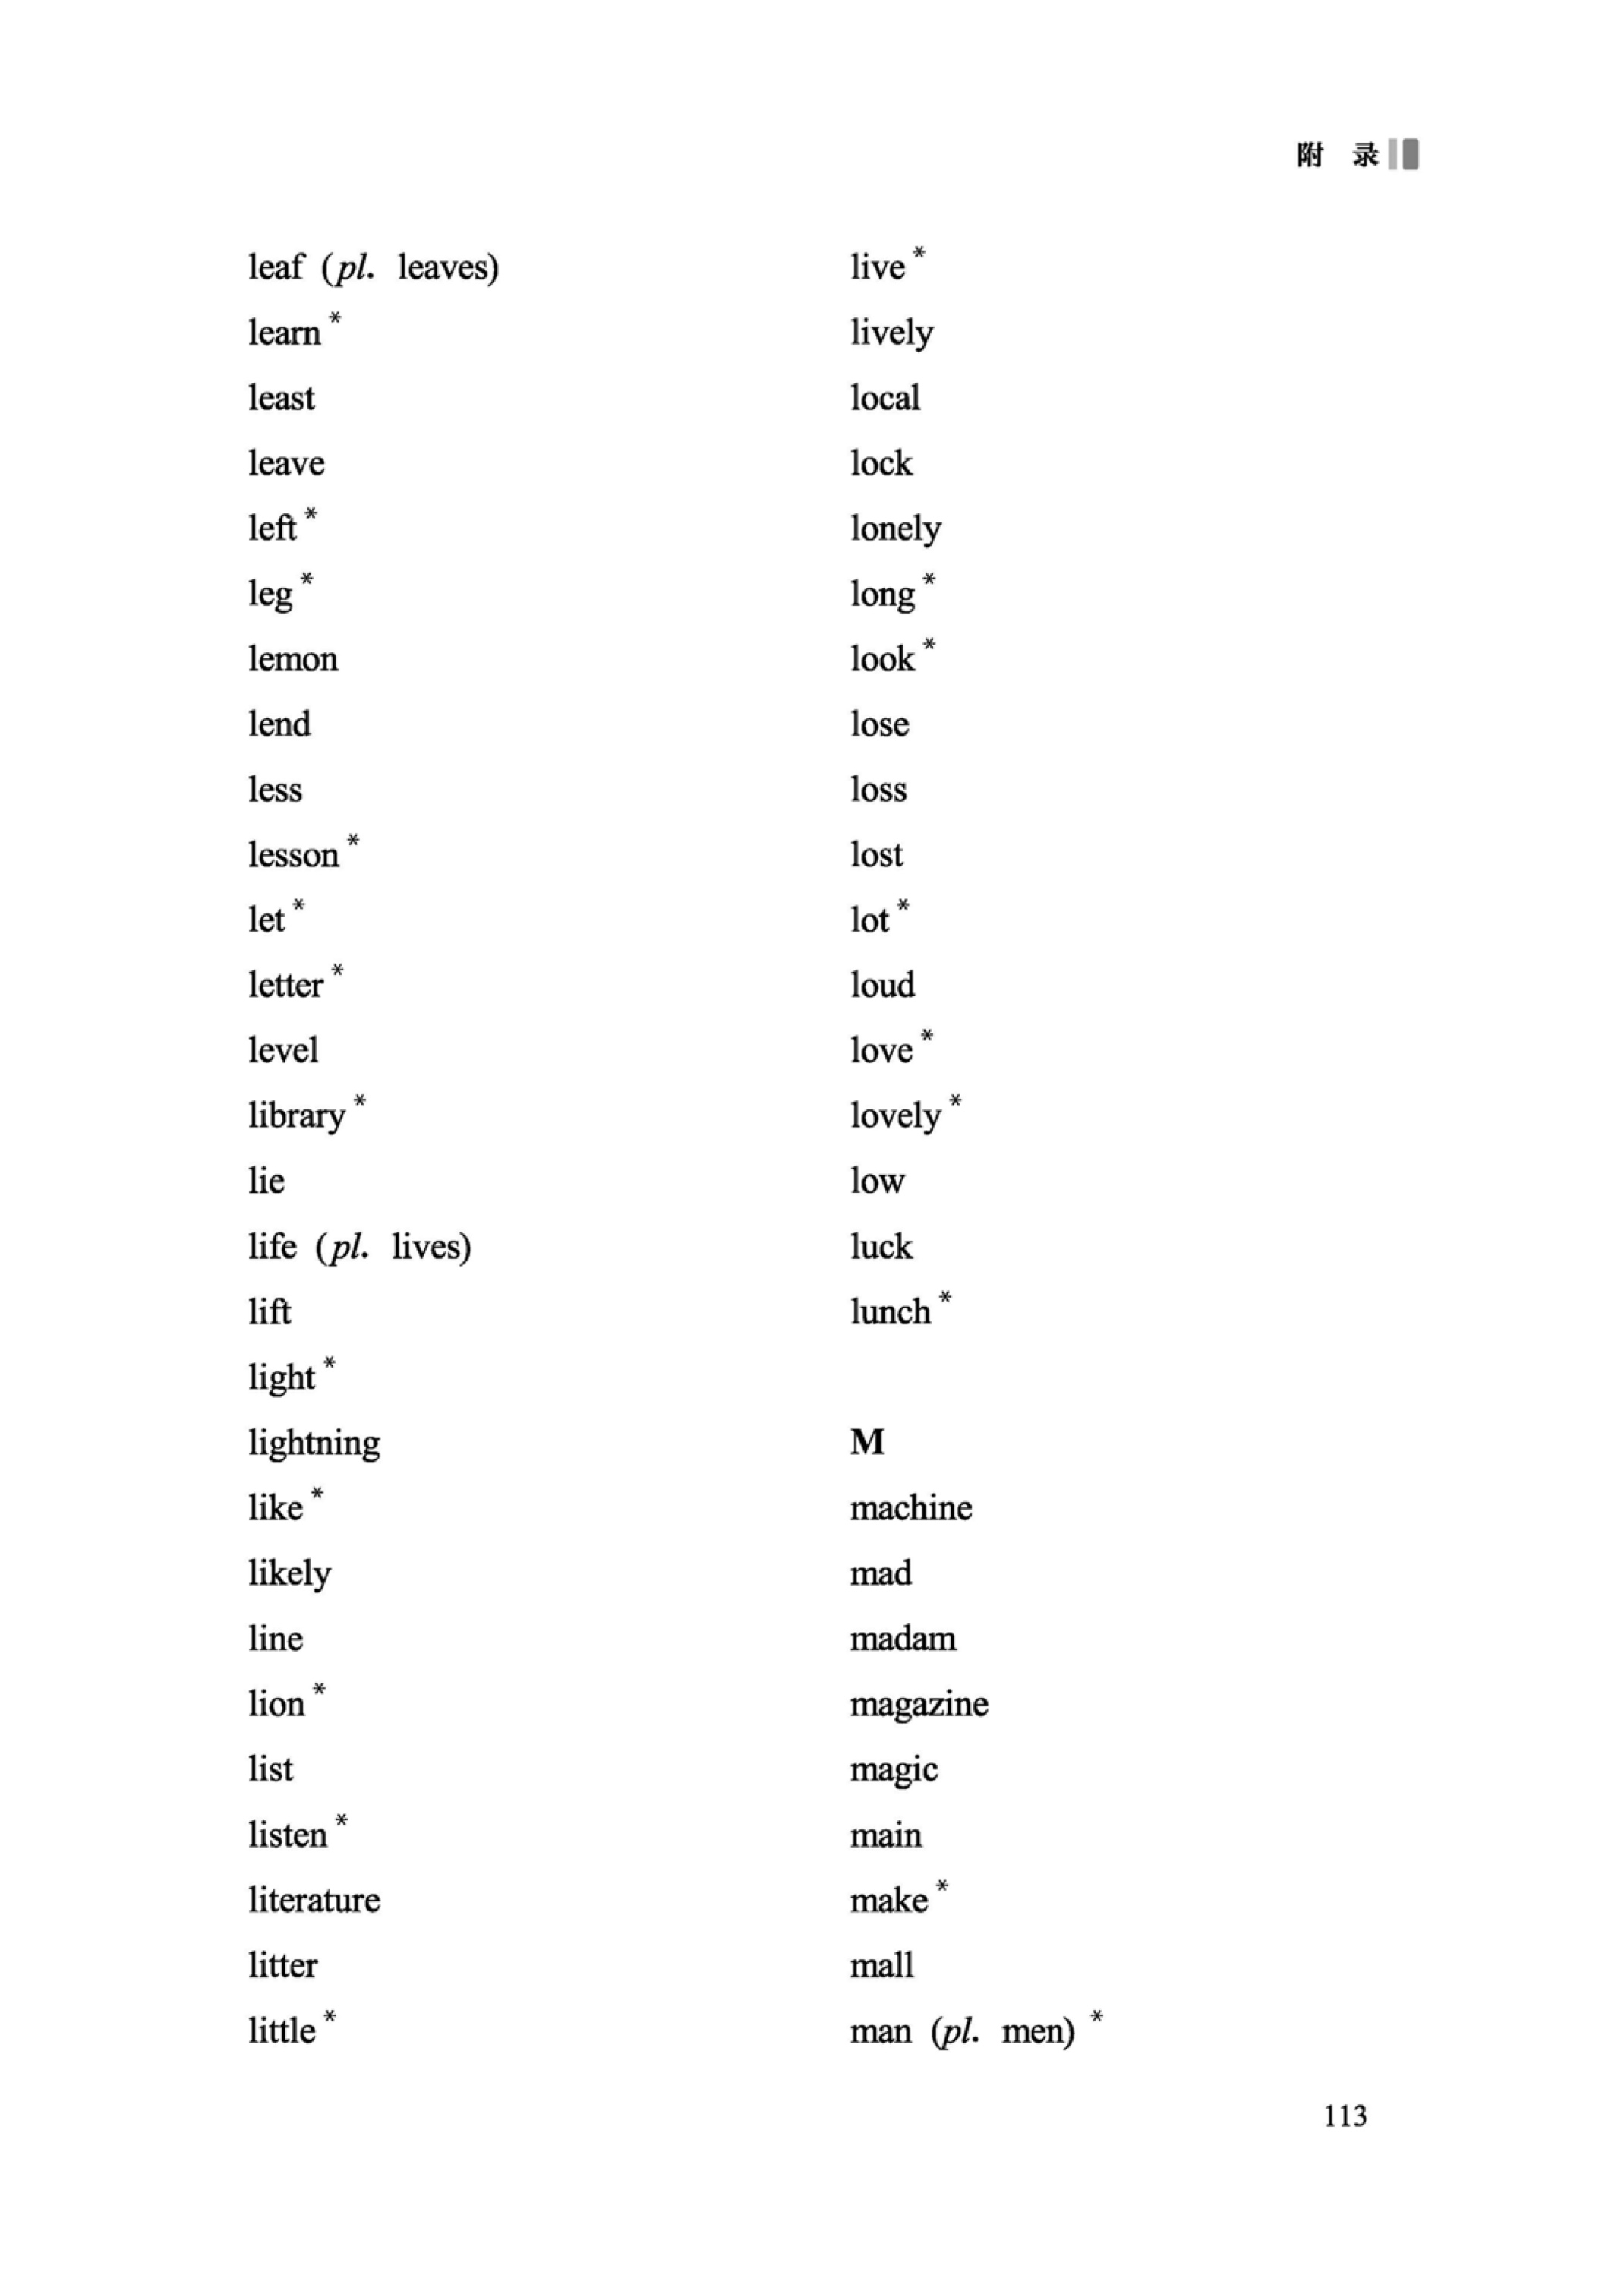 附 录
leaf (pl. leaves)
learn*
least
leave
left*
leg*
lemon
lend
less
lesson*
let*
letter*
level
library*
lie
life (pl. lives)
lift
light*
lightning
like*
likely
line
lion*
list
listen*
literature
litter
little*
live*
lively
local
lock
lonely
long*
look*
lose
loss
lost
lot*
loud
love*
lovely*
low
luck
lunch*
M
machine
mad
madam
magazine
magic
main
make*
mall
man (pl. men)*
113